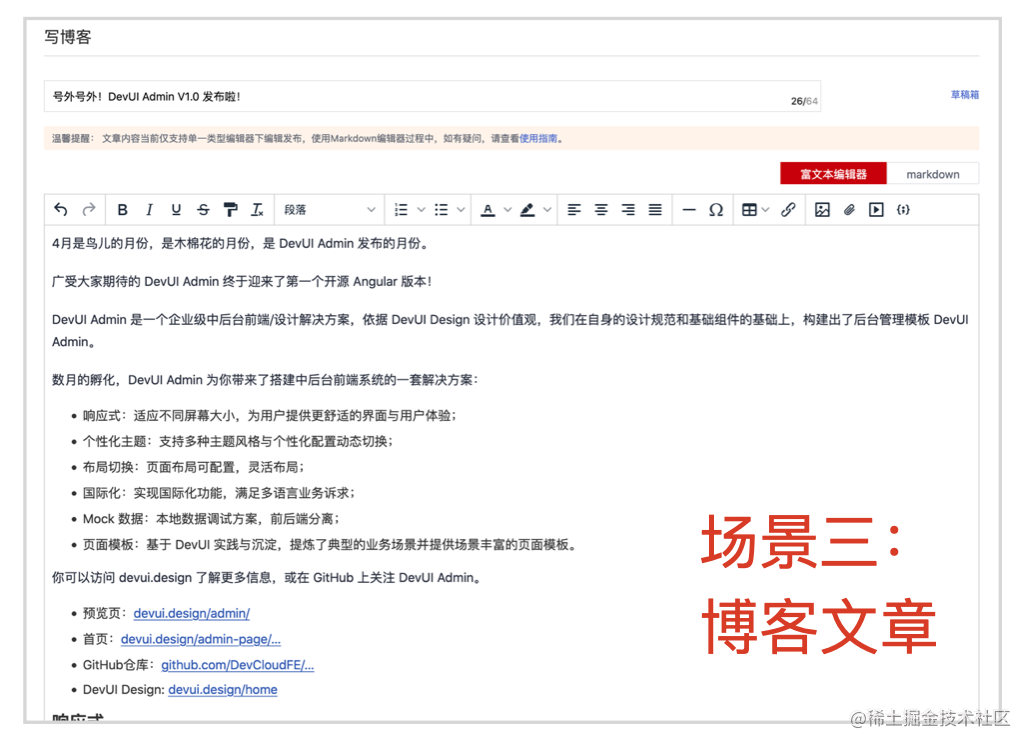 写博客
号外号外！DevUI Admin V1.0 发布啦！
26/64
草稿箱
温馨提醒： 文章内容当前仅支持单一类型编辑器下编辑发布，使用Markdown编辑器过程中，如有疑问，请查看使用指南。
富文本编辑器 markdown
B I U S 段落 A Ω
4月是鸟儿的月份，是木棉花的月份，是 DevUI Admin 发布的月份。
广受大家期待的 DevUI Admin 终于迎来了第一个开源 Angular 版本！
DevUI Admin 是一个企业级中后台前端/设计解决方案，依据 DevUI Design 设计价值观，我们在自身的设计规范和基础组件的基础上，构建出了后台管理模板 DevUI
Admin。
数月的孵化，DevUI Admin 为你带来了搭建中后台前端系统的一套解决方案：
• 响应式：适应不同屏幕大小，为用户提供更舒适的界面与用户体验；
• 个性化主题：支持多种主题风格与个性化配置动态切换；
• 布局切换：页面布局可配置，灵活布局；
• 国际化：实现国际化功能，满足多语言业务诉求；
• Mock 数据：本地数据调试方案，前后端分离；
• 页面模板：基于 DevUI 实践与沉淀，提炼了典型的业务场景并提供场景丰富的页面模板。
你可以访问 devui.design 了解更多信息，或在 GitHub 上关注 DevUI Admin。
• 预览页：devui.design/admin/
• 首页：devui.design/admin-page/...
• GitHub仓库：github.com/DevCloudFE/...
• DevUI Design: devui.design/home
响应式
场景三：
博客文章
@稀土掘金技术社区